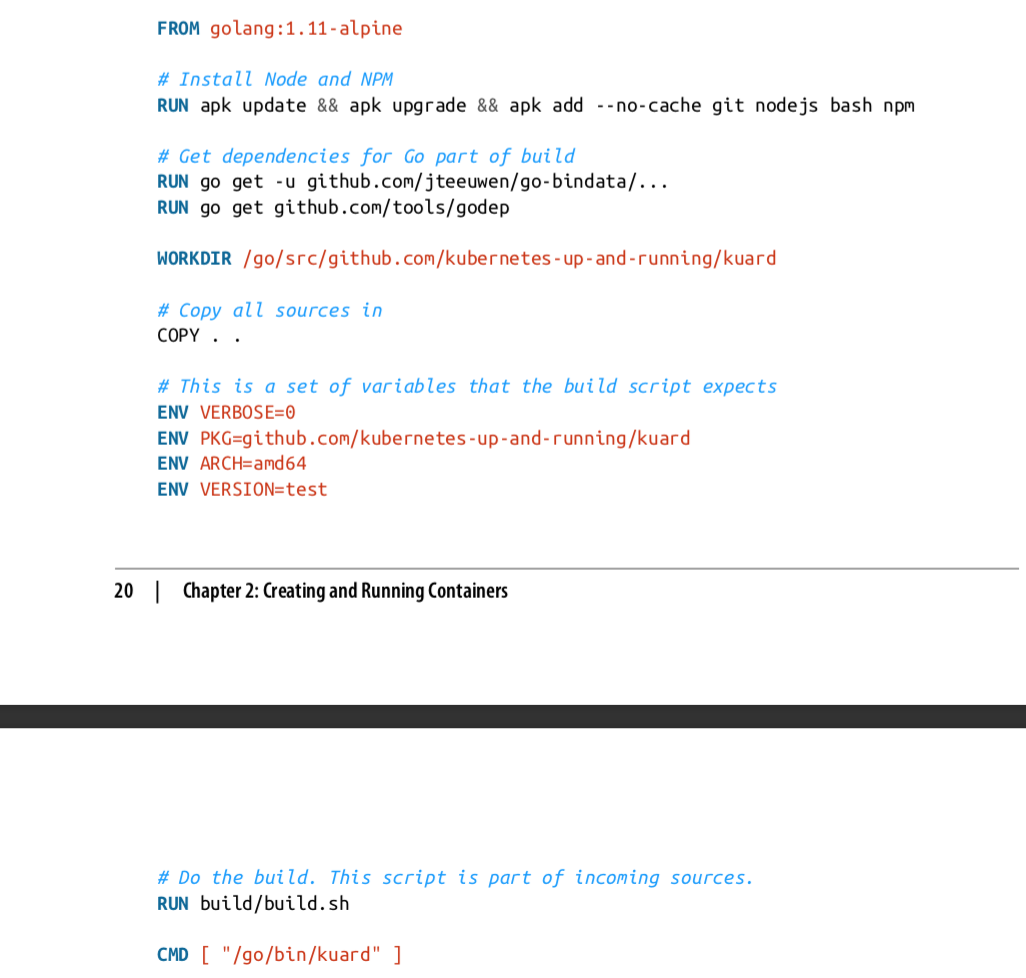 FROM golang:1.11-alpine
# Install Node and NPM
RUN apk update && apk upgrade && apk add --no-cache git nodejs bash npm
# Get dependencies for Go part of build
RUN go get -u github.com/jteeuwen/go-bindata/...
RUN go get github.com/tools/godep
WORKDIR /go/src/github.com/kubernetes-up-and-running/kuard
# Copy all sources in
COPY . .
# This is a set of variables that the build script expects
ENV VERBOSE=0
ENV PKG=github.com/kubernetes-up-and-running/kuard
ENV ARCH=amd64
ENV VERSION=test
20 | Chapter 2: Creating and Running Containers
# Do the build. This script is part of incoming sources.
RUN build/build.sh
CMD [ "/go/bin/kuard" ]